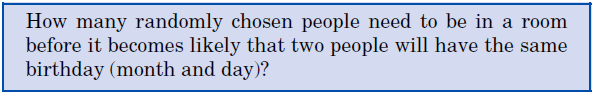 How many randomly chosen people need to be in a room
before it becomes likely that two people will have the same
birthday (month and day)?